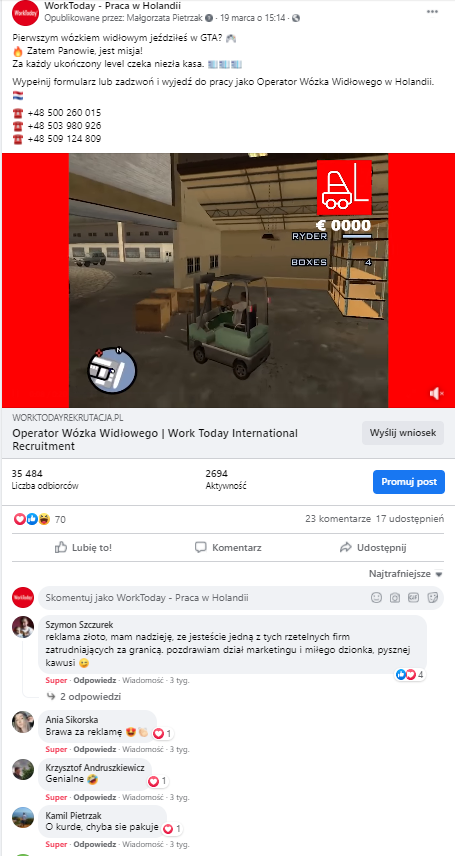 WorkToday
WorkToday - Praca w Holandii
Opublikowane przez: Małgorzata Pietrzak · 19 marca o 15:14 ·
Pierwszym wózkiem widłowym jeździłeś w GTA? 🎮
🔥 Zatem Panowie, jest misja!
Za każdy ukończony level czeka niezła kasa. 💶💶💶
Wypełnij formularz lub zadzwoń i wyjedź do pracy jako Operator Wózka Widłowego w Holandii.
🇳🇱
☎️ +48 500 260 015
☎️ +48 503 980 926
☎️ +48 509 124 809
€ 0000
RYDER
BOXES 4
N
WORKTODAYREKRUTACJA.PL
Operator Wózka Widłowego | Work Today International
Recruitment
Wyślij wniosek
35 484
Liczba odbiorców
2694
Aktywność
Promuj post
70
23 komentarze 17 udostępnień
Lubię to!
Komentarz
Udostępnij
Najtrafniejsze
WorkToday
Skomentuj jako WorkToday - Praca w Holandii
GIF
Szymon Szczurek
reklama złoto, mam nadzieję, ze jesteście jedną z tych rzetelnych firm
zatrudniających za granicą. pozdrawiam dział marketingu i miłego dzionka, pysznej
kawusi 😊
4
Super · Odpowiedz · Wiadomość · 3 tyg.
2 odpowiedzi
Ania Sikorska
Brawa za reklamę 😍👏🏻
1
Super · Odpowiedz · Wiadomość · 3 tyg.
Krzysztof Andruszkiewicz
Genialne 🤣
1
Super · Odpowiedz · Wiadomość · 3 tyg.
Kamil Pietrzak
O kurde, chyba sie pakuje
1
Super · Odpowiedz · Wiadomość · 3 tyg.